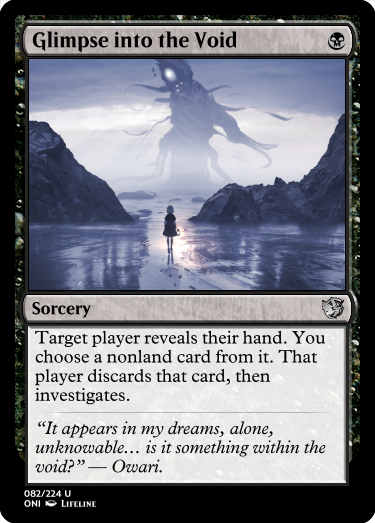 Glimpse into the Void
Sorcery
Target player reveals their hand. You
choose a nonland card from it. That
player discards that card, then
investigates.
“It appears in my dreams, alone,
unknowable… is it something within the
void?” — Owari.
082/224 U
ONI LIFELINE